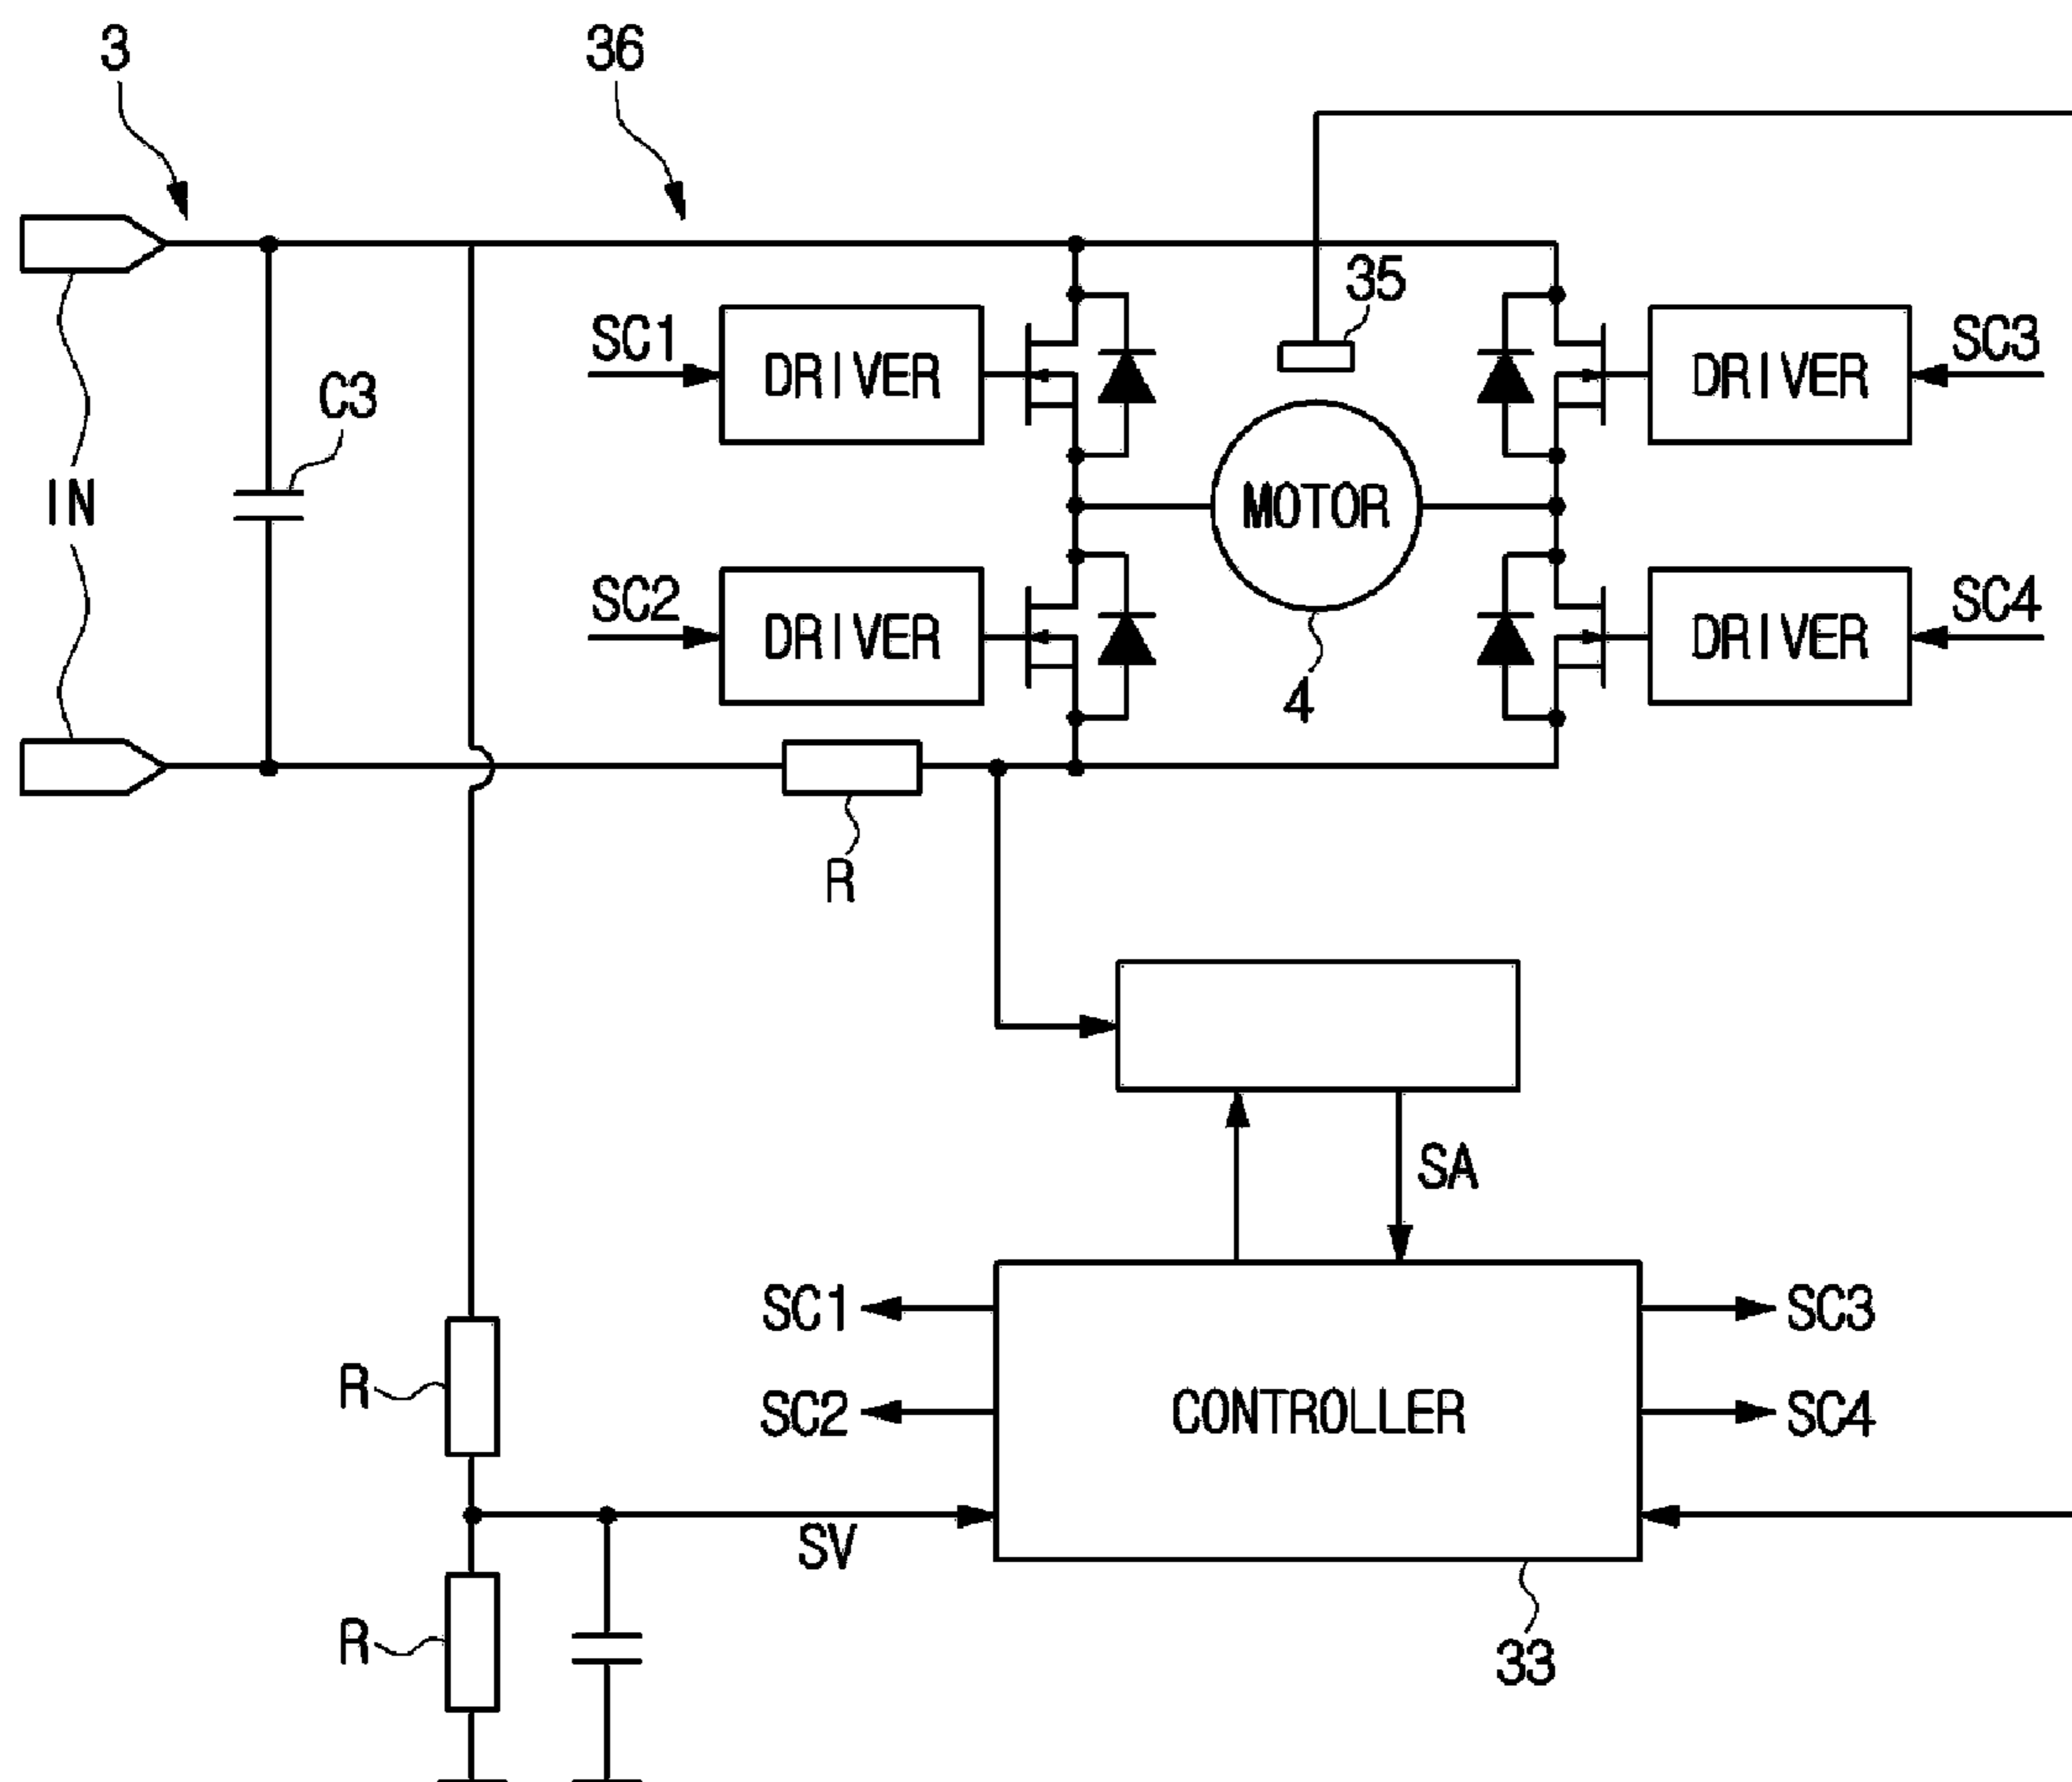 3
36
35
SC1
DRIVER
DRIVER
SC3
C3
IN
MOTOR
SC2
DRIVER
DRIVER
SC4
4
R
SA
SC1
SC3
R
SC2
CONTROLLER
SC4
SV
R
33